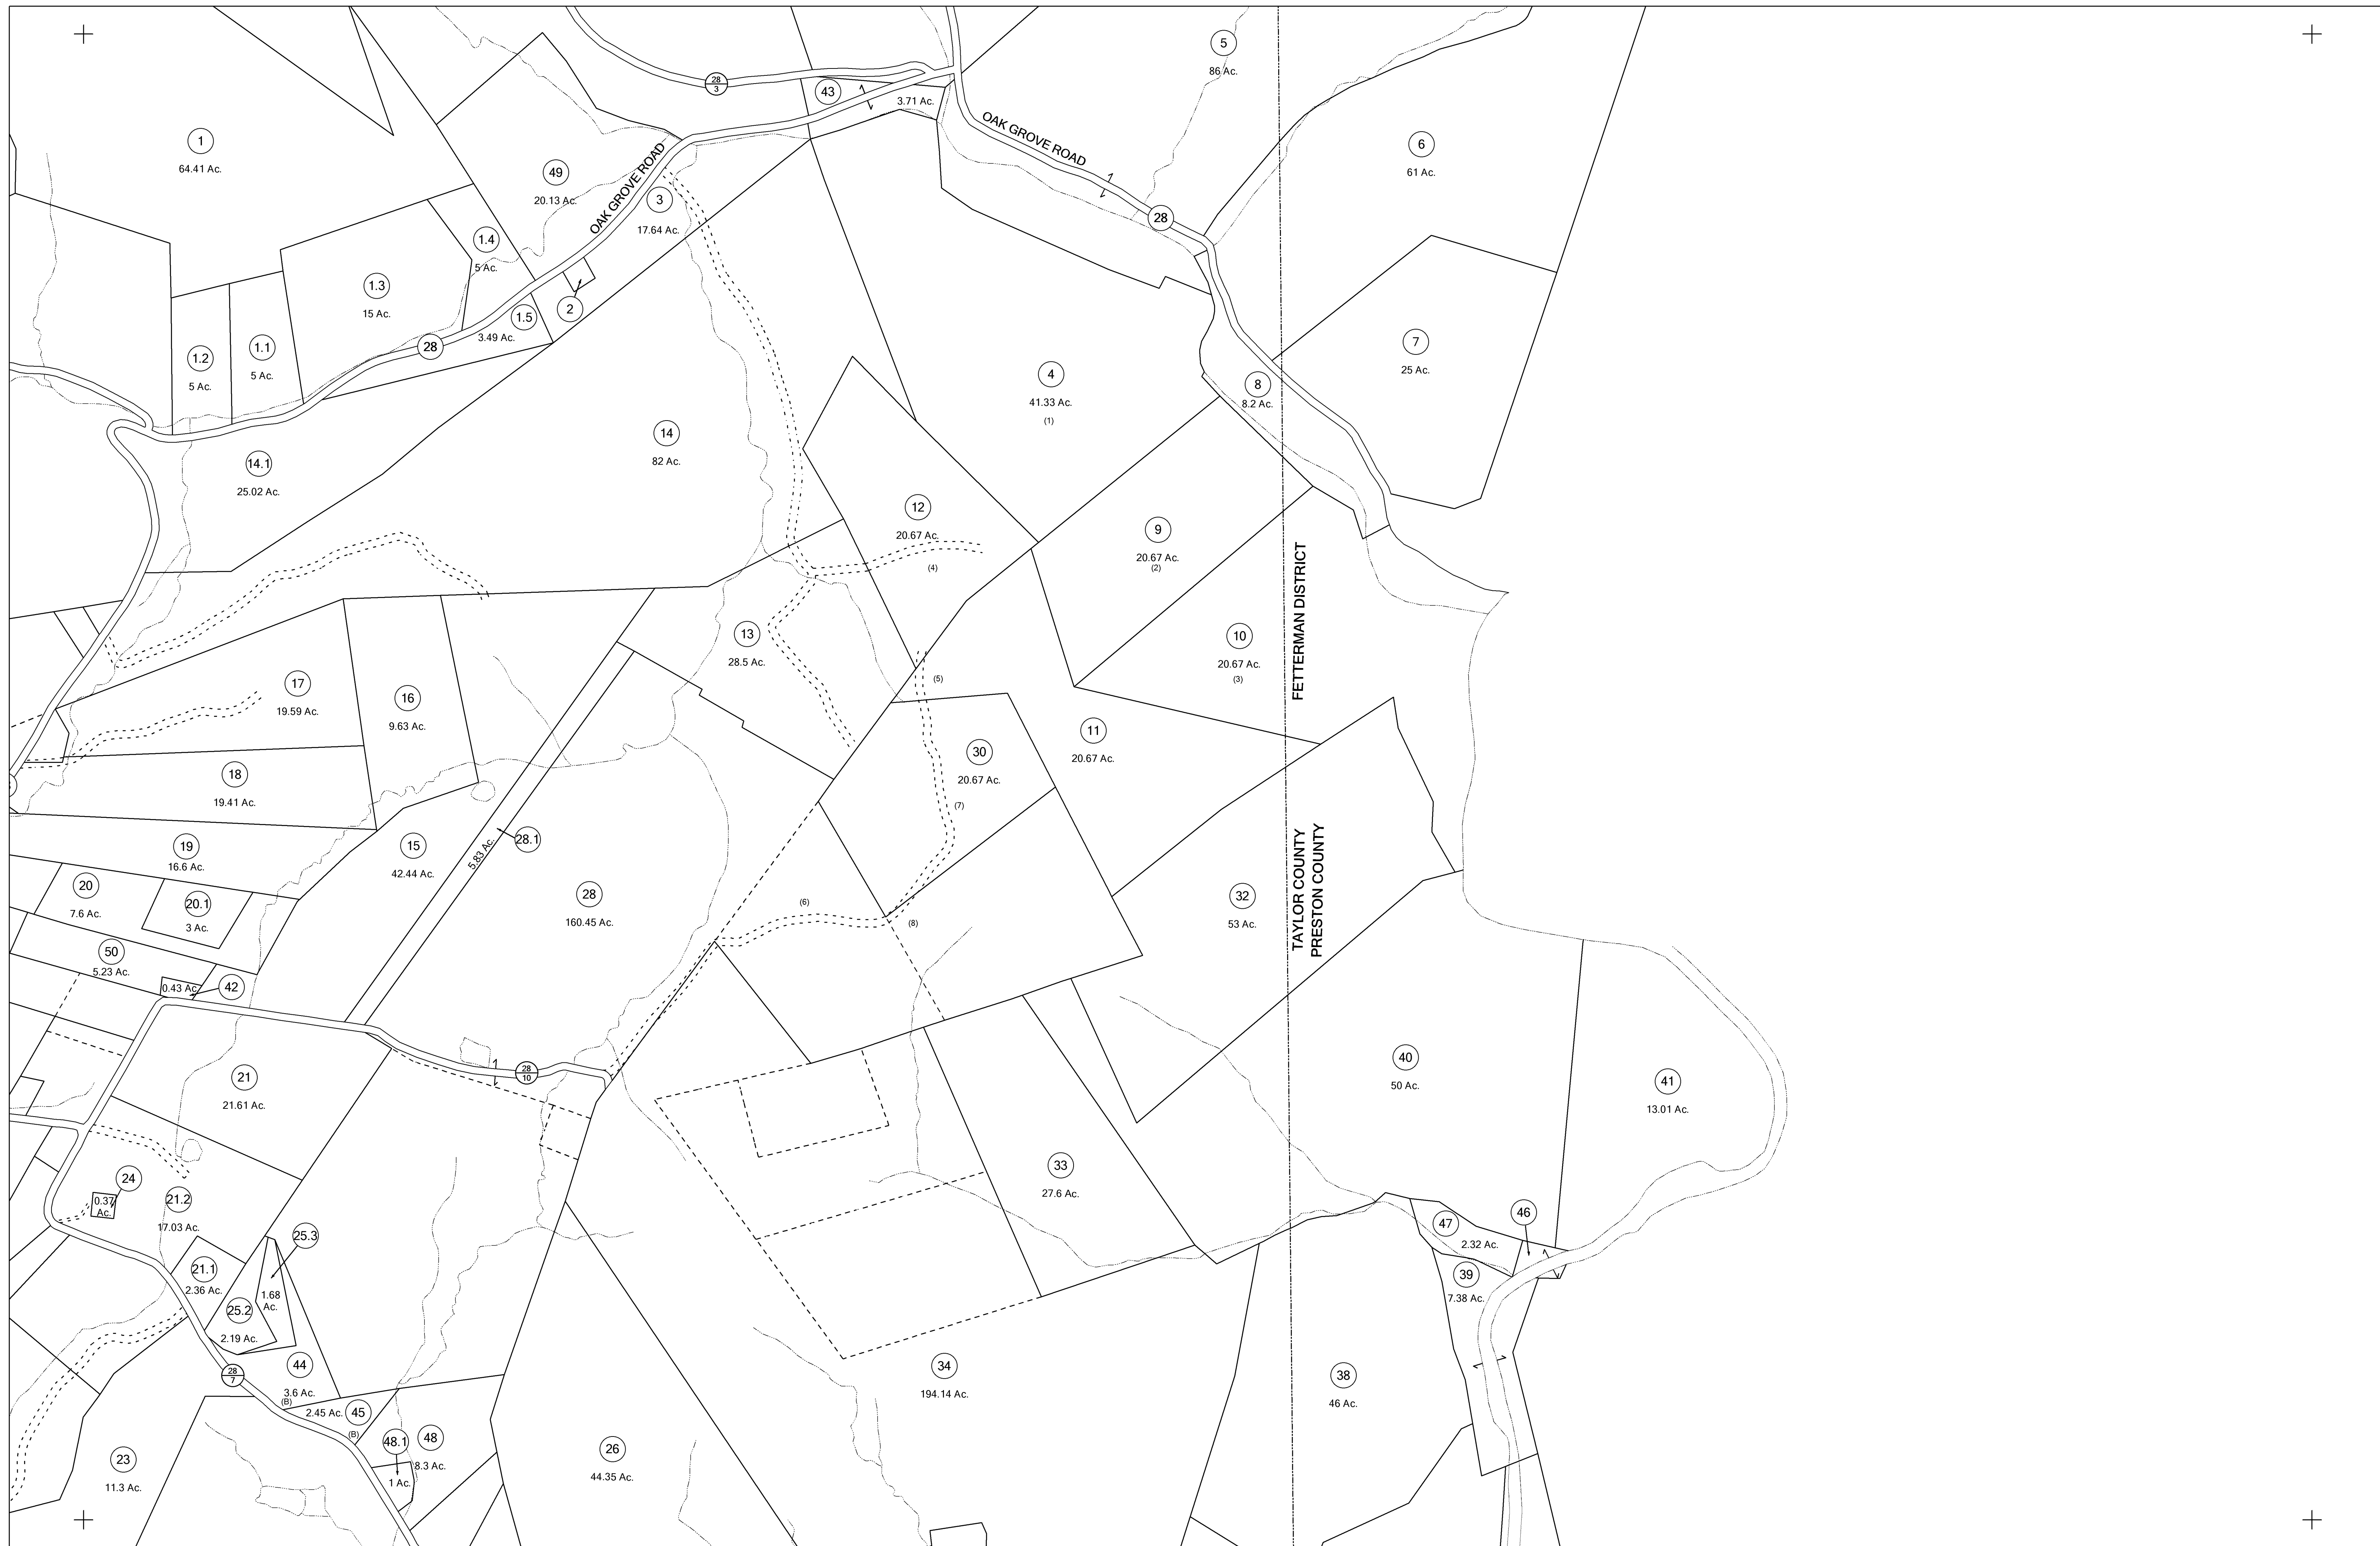 5
86 Ac.
28
3
43
3.71 Ac.
OAK GROVE ROAD
1
64.41 Ac.
6
61 Ac.
49
20.13 Ac.
OAK GROVE ROAD
3
17.64 Ac.
28
1.4
5 Ac.
1.3
15 Ac.
2
1.5
3.49 Ac.
28
1.2
5 Ac.
1.1
5 Ac.
7
25 Ac.
4
41.33 Ac.
(1)
8
8.2 Ac.
14
82 Ac.
14.1
25.02 Ac.
12
20.67 Ac.
(4)
9
20.67 Ac.
(2)
FETTERMAN DISTRICT
13
28.5 Ac.
10
20.67 Ac.
(3)
(5)
17
19.59 Ac.
16
9.63 Ac.
11
20.67 Ac.
30
20.67 Ac.
(7)
18
19.41 Ac.
19
16.6 Ac.
15
42.44 Ac.
28.1
5.83 Ac.
20
7.6 Ac.
20.1
3 Ac.
28
160.45 Ac.
(6)
(8)
32
53 Ac.
TAYLOR COUNTY
PRESTON COUNTY
50
5.23 Ac.
0.43 Ac.
42
21
21.61 Ac.
28
10
40
50 Ac.
41
13.01 Ac.
24
0.37
Ac.
21.2
17.03 Ac.
33
27.6 Ac.
25.3
47
2.32 Ac.
46
21.1
2.36 Ac.
1.68
Ac.
25.2
2.19 Ac.
39
7.38 Ac.
28
7
44
3.6 Ac.
(B)
2.45 Ac.
45
(B)
34
194.14 Ac.
38
46 Ac.
48.1
1 Ac.
48
8.3 Ac.
26
44.35 Ac.
23
11.3 Ac.